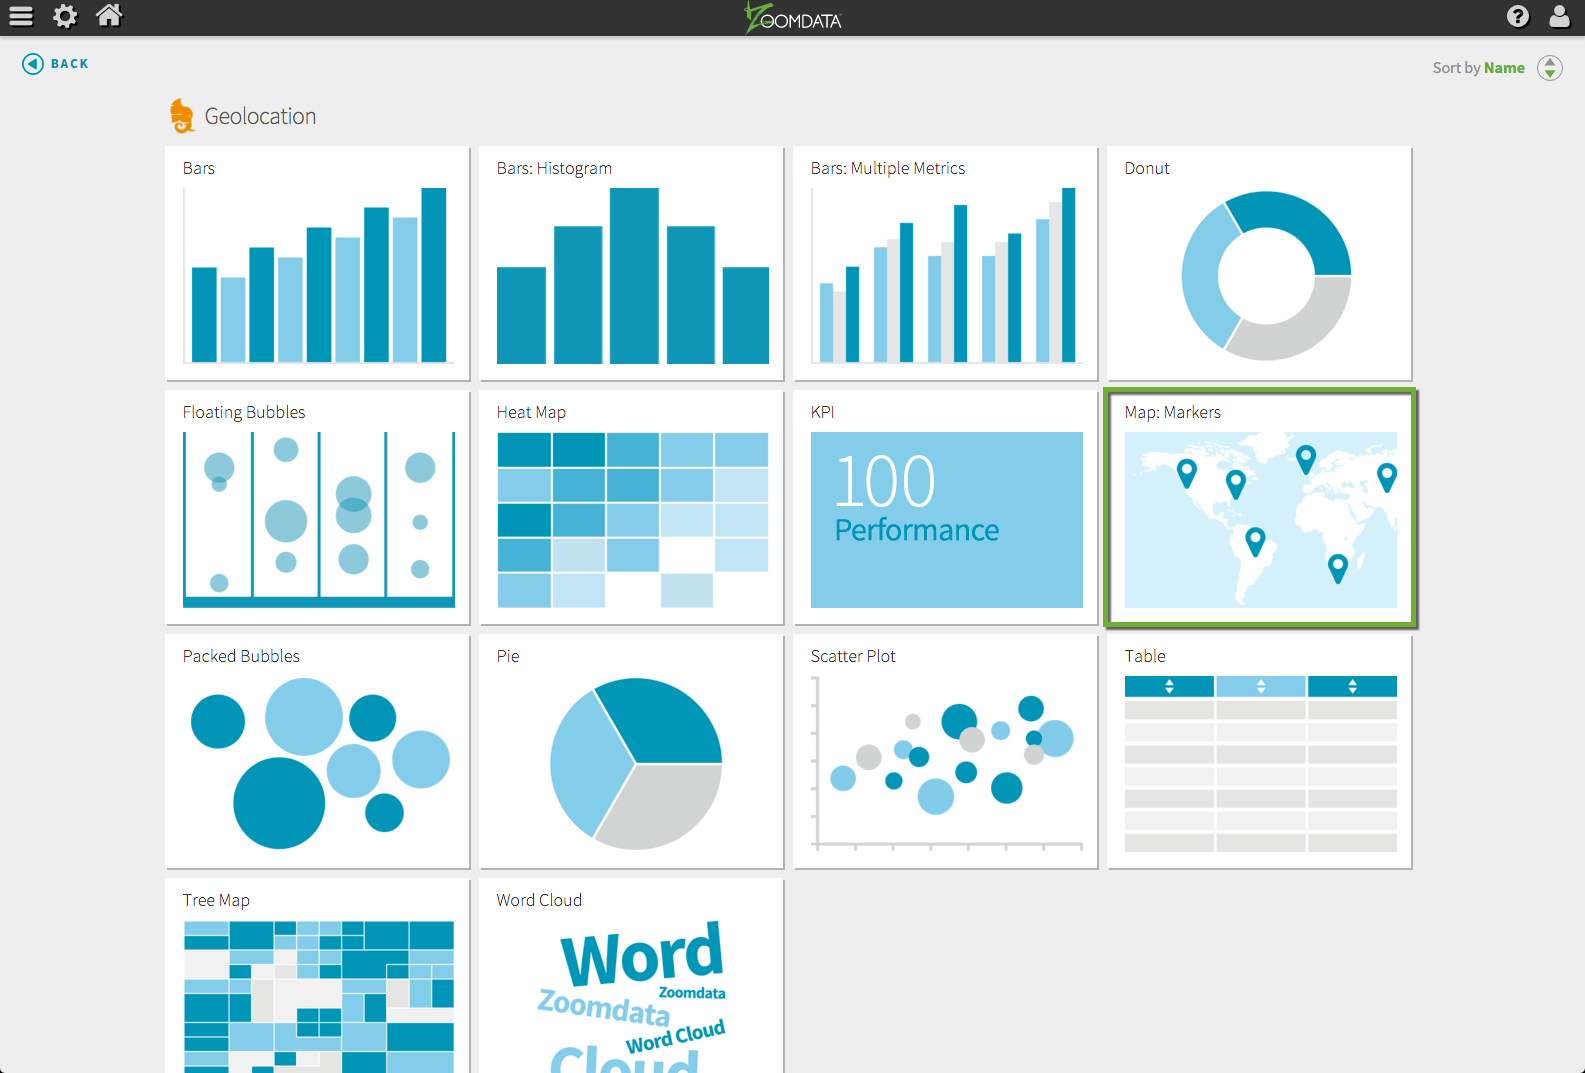 ZOOMDATA
?
BACK
Sort by Name
Geolocation
Bars
Bars: Histogram
Bars: Multiple Metrics
Donut
Floating Bubbles
Heat Map
KPI
100
Performance
Map: Markers
Packed Bubbles
Pie
Scatter Plot
Table
Tree Map
Word Cloud
Word
Zoomdata
Zoomdata
Word Cloud
Cloud